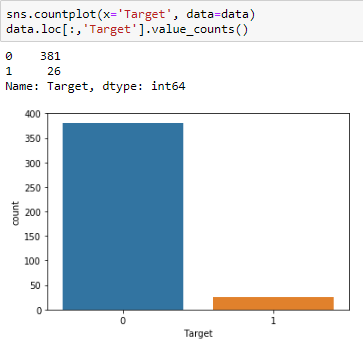 sns.countplot(x='Target', data=data)
data.loc[:,'Target'].value_counts()
0    381
1     26
Name: Target, dtype: int64
400
350
300
250
200
150
100
50
0
count
0 1
Target